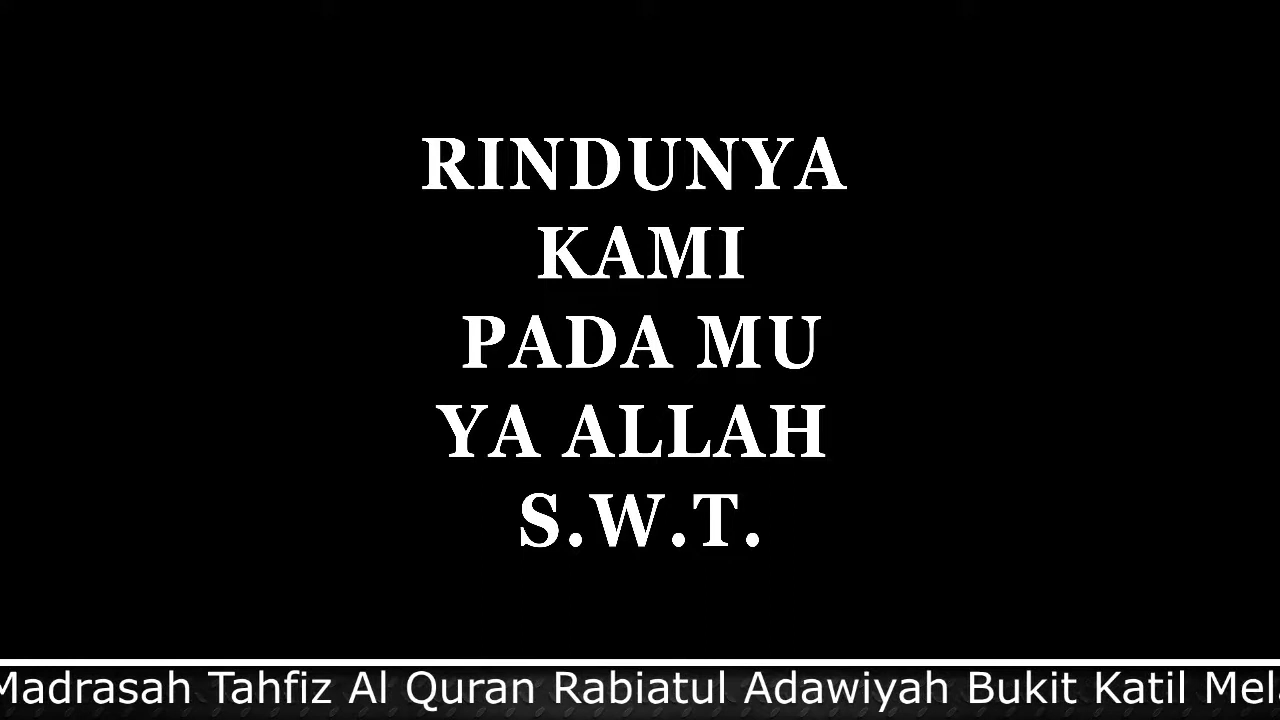 RINDUNYA
KAMI
PADA MU
YA ALLAH
S.W.T.
Madrasah Tahfiz Al Quran Rabiatul Adawiyah Bukit Katil